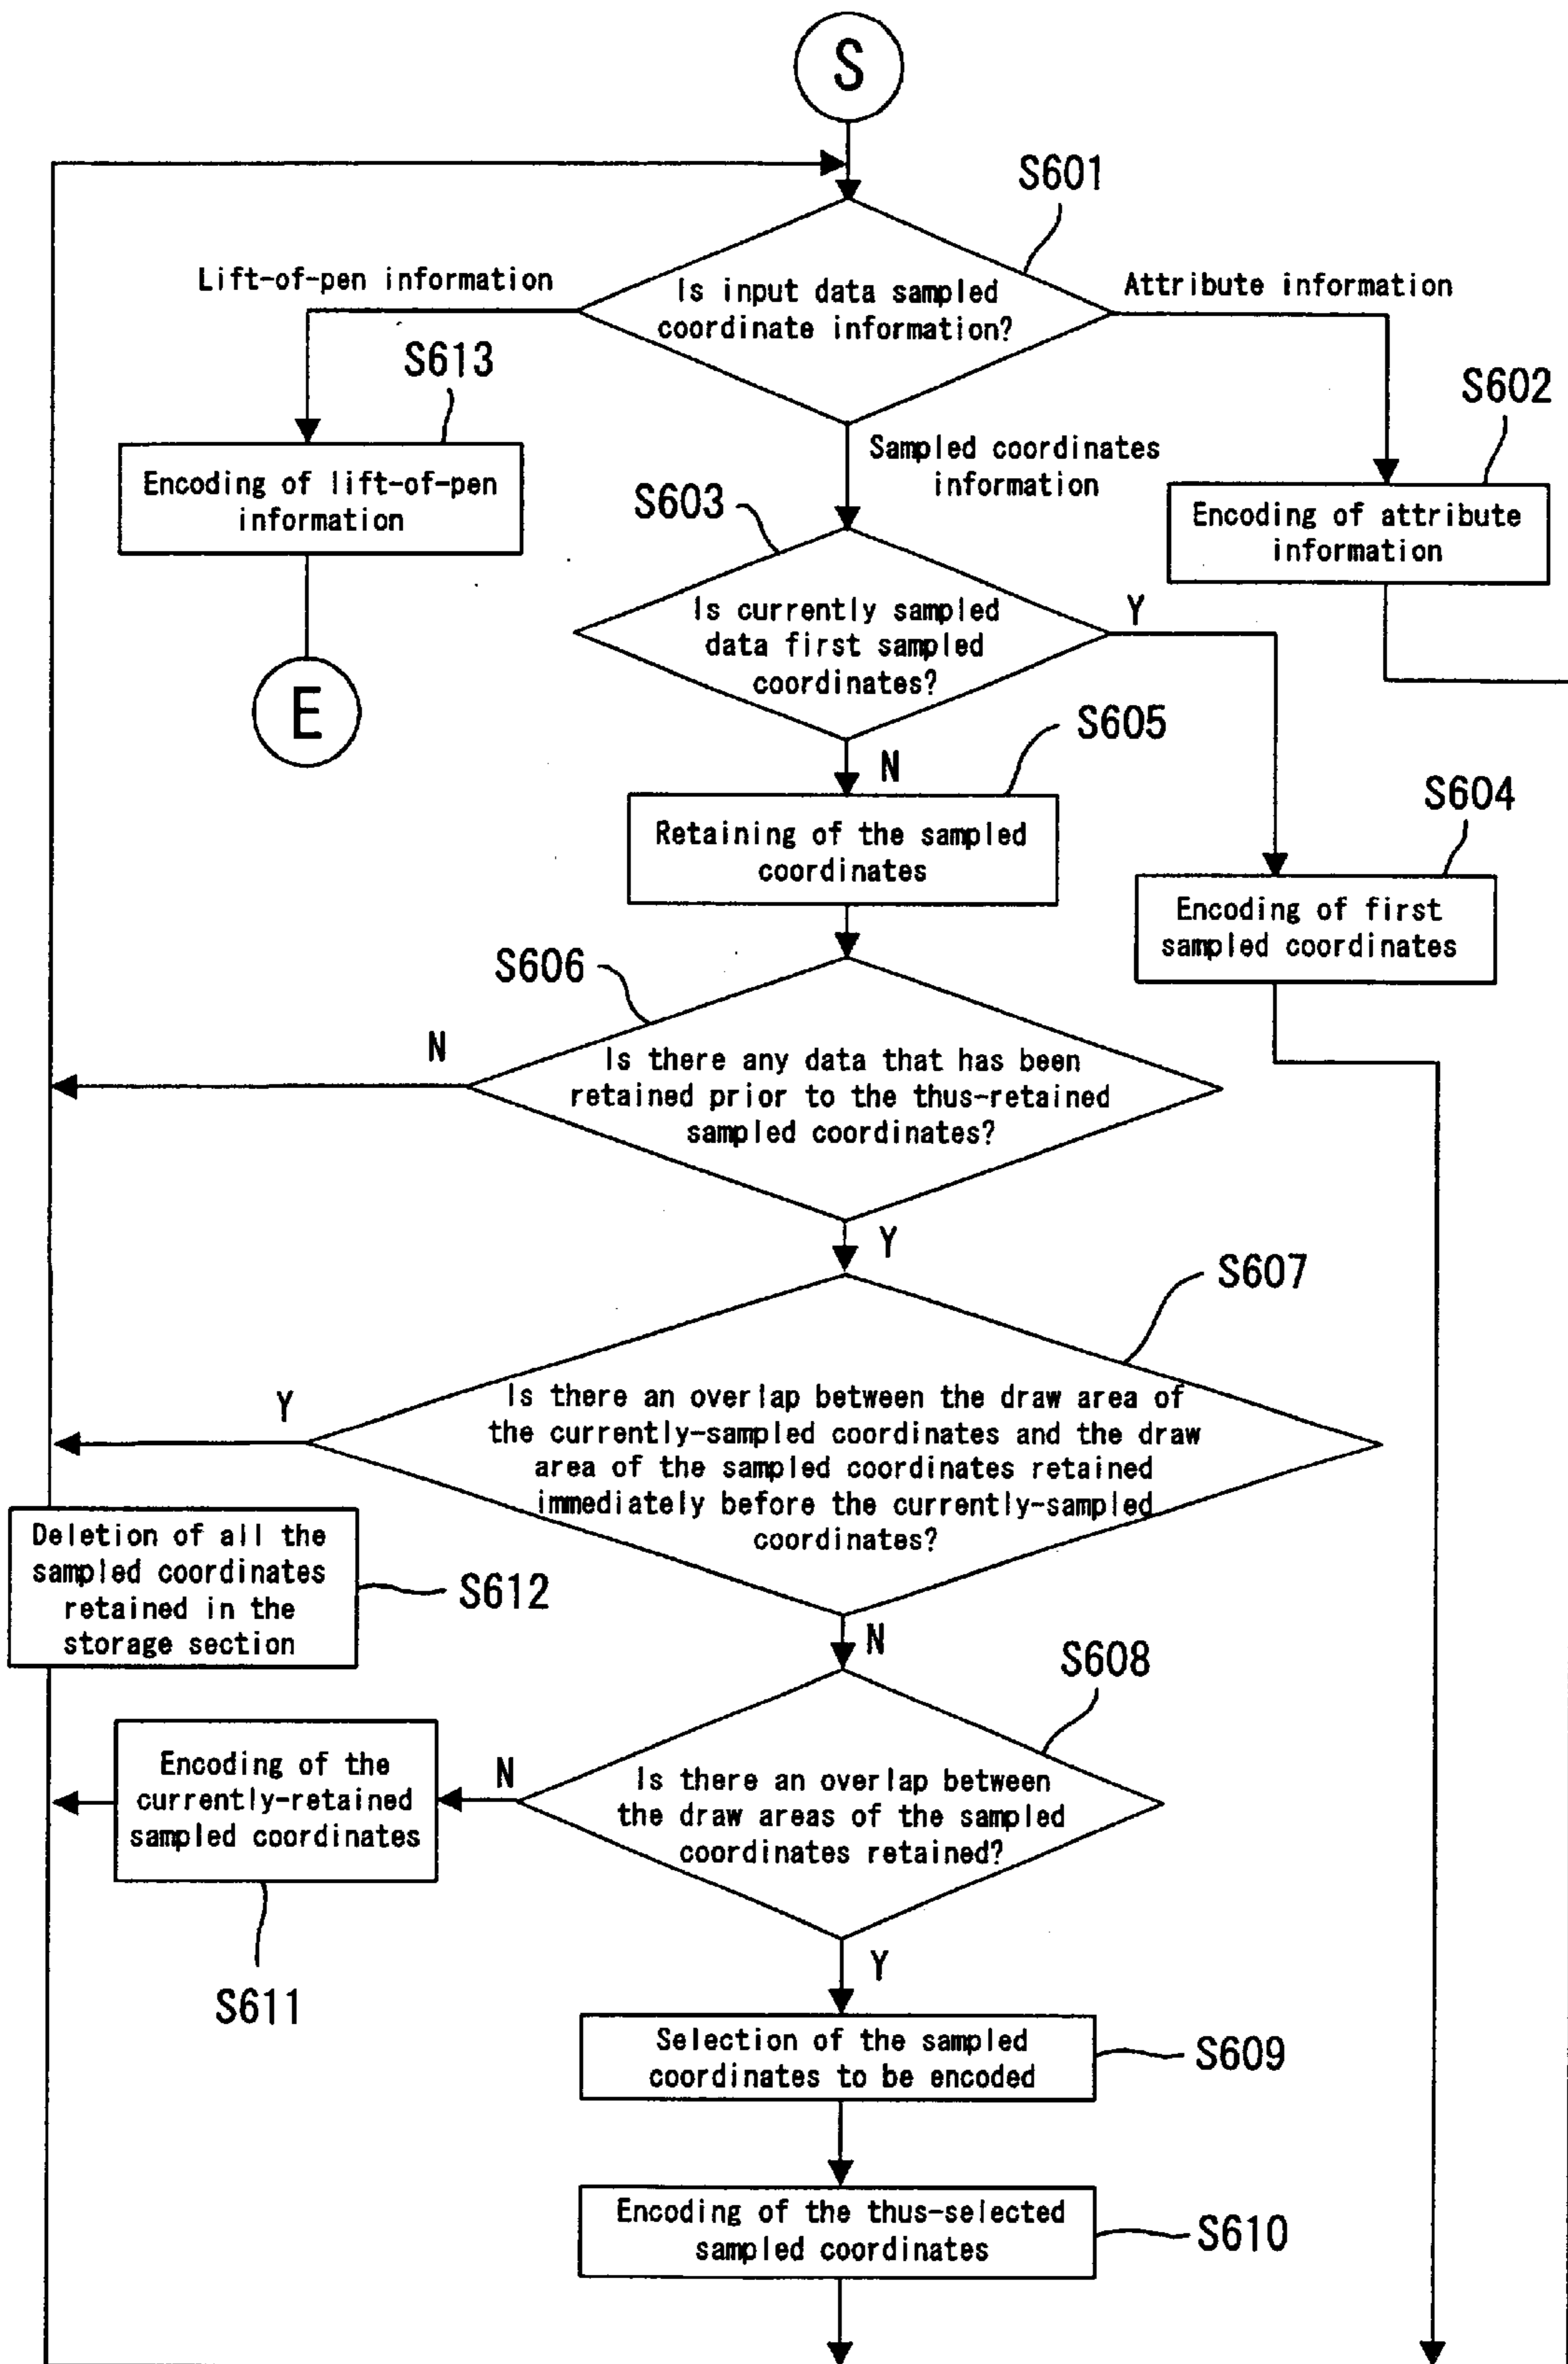 S
S601
Lift-of-pen information
Is input data sampled
coordinate information?
Attribute information
S613
S602
Encoding of lift-of-pen
information
Sampled coordinates
information
Encoding of attribute
information
S603
Is currently sampled
data first sampled
coordinates?
Y
E
S605
N
S604
Retaining of the sampled
coordinates
Encoding of first
sampled coordinates
S606
N
Is there any data that has been
retained prior to the thus-retained
sampled coordinates?
Y
S607
Y
Is there an overlap between the draw area of
the currently-sampled coordinates and the draw
area of the sampled coordinates retained
immediately before the currently-sampled
coordinates?
Deletion of all the
sampled coordinates
retained in the
storage section
S612
N
S608
Encoding of the
currently-retained
sampled coordinates
N
Is there an overlap between
the draw areas of the sampled
coordinates retained?
S611
Y
Selection of the sampled
coordinates to be encoded
S609
Encoding of the thus-selected
sampled coordinates
S610